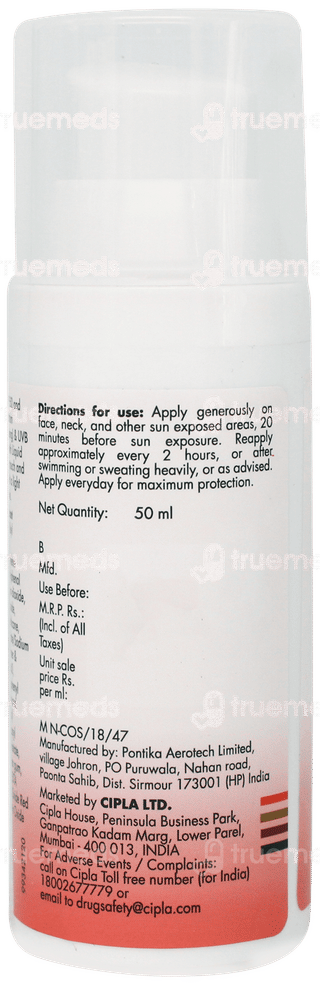 truemeds
truemeds
Directions for use: Apply generously on
face, neck, and other sun exposed areas, 20
minutes before sun exposure. Reapply
approximately every 2 hours, or after
swimming or sweating heavily, or as advised.
Apply everyday for maximum protection.
Net Quantity: 50 ml
B
Mfd.
Use Before:
M.R.P. Rs.:
(Incl. of All
Taxes)
Unit sale
price Rs.
per ml:
M N-COS/18/47
Manufactured by: Pontika Aerotech Limited,
village Johron, PO Puruwala, Nahan road,
Paonta Sahib, Dist. Sirmour 173001 (HP) India
Marketed by CIPLA LTD.
Cipla House, Peninsula Business Park,
Ganpatrao Kadam Marg, Lower Parel,
Mumbai - 400 013, INDIA
For Adverse Events / Complaints:
call on Cipla Toll free number (for India)
18002677779 or
email to drugsafety@cipla.com